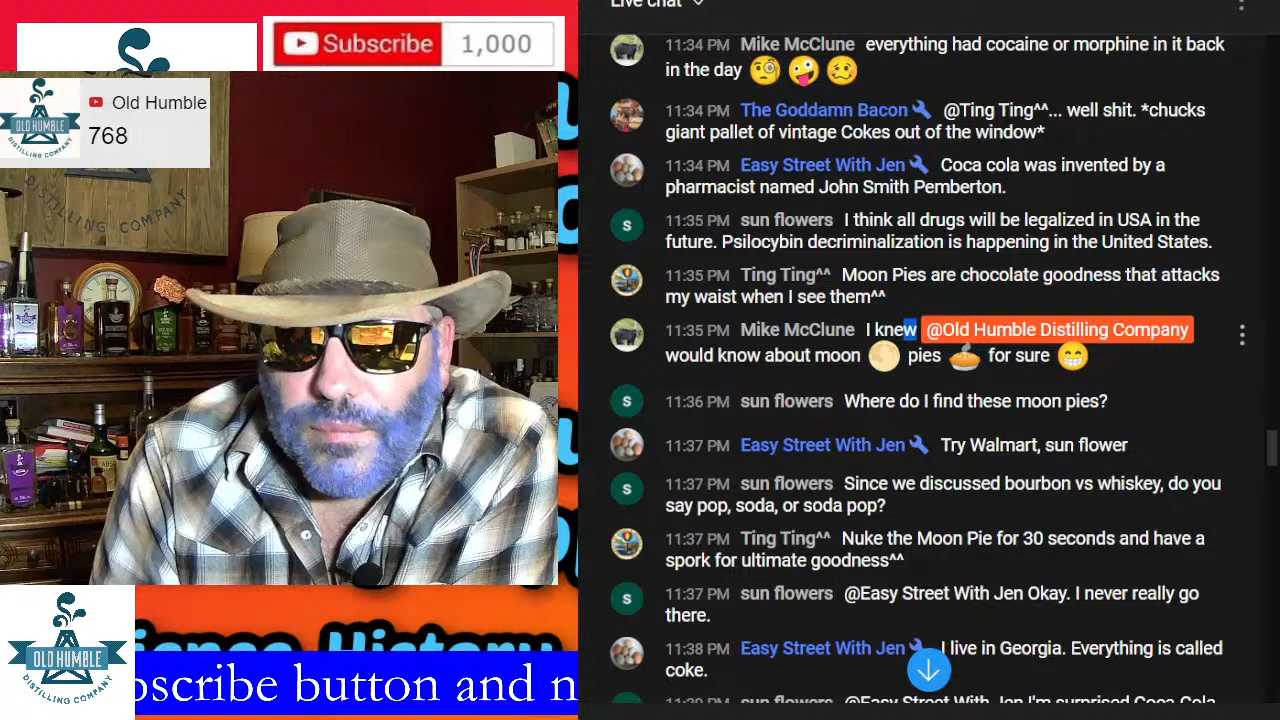 Subscribe
1,000
Old Humble
768
OLD HUMBLE
DISTILLING COMPANY
DISTILLING COMPANY
OLD HUMBLE
DISTILLING COMPANY
bscribe button and n
Live chat
11:34 PM Mike McClune everything had cocaine or morphine in it back
in the day 🧐 🤪 🥴
11:34 PM The Goddamn Bacon @Ting Ting^^... well shit. *chucks
giant pallet of vintage Cokes out of the window*
11:34 PM Easy Street With Jen Coca cola was invented by a
pharmacist named John Smith Pemberton.
S
11:35 PM sun flowers I think all drugs will be legalized in USA in the
future. Psilocybin decriminalization is happening in the United States.
11:35 PM Ting Ting^^ Moon Pies are chocolate goodness that attacks
my waist when I see them^^
11:35 PM Mike McClune I knew @Old Humble Distilling Company
would know about moon 🌕 pies 🥧 for sure 😁
S
11:36 PM sun flowers Where do I find these moon pies?
11:37 PM Easy Street With Jen Try Walmart, sun flower
S
11:37 PM sun flowers Since we discussed bourbon vs whiskey, do you
say pop, soda, or soda pop?
11:37 PM Ting Ting^^ Nuke the Moon Pie for 30 seconds and have a
spork for ultimate goodness^^
S
11:37 PM sun flowers @Easy Street With Jen Okay. I never really go
there.
11:38 PM Easy Street With Jen I live in Georgia. Everything is called
coke.
sun flowers @Easy Street With Jen I'm surprised Coca Cola